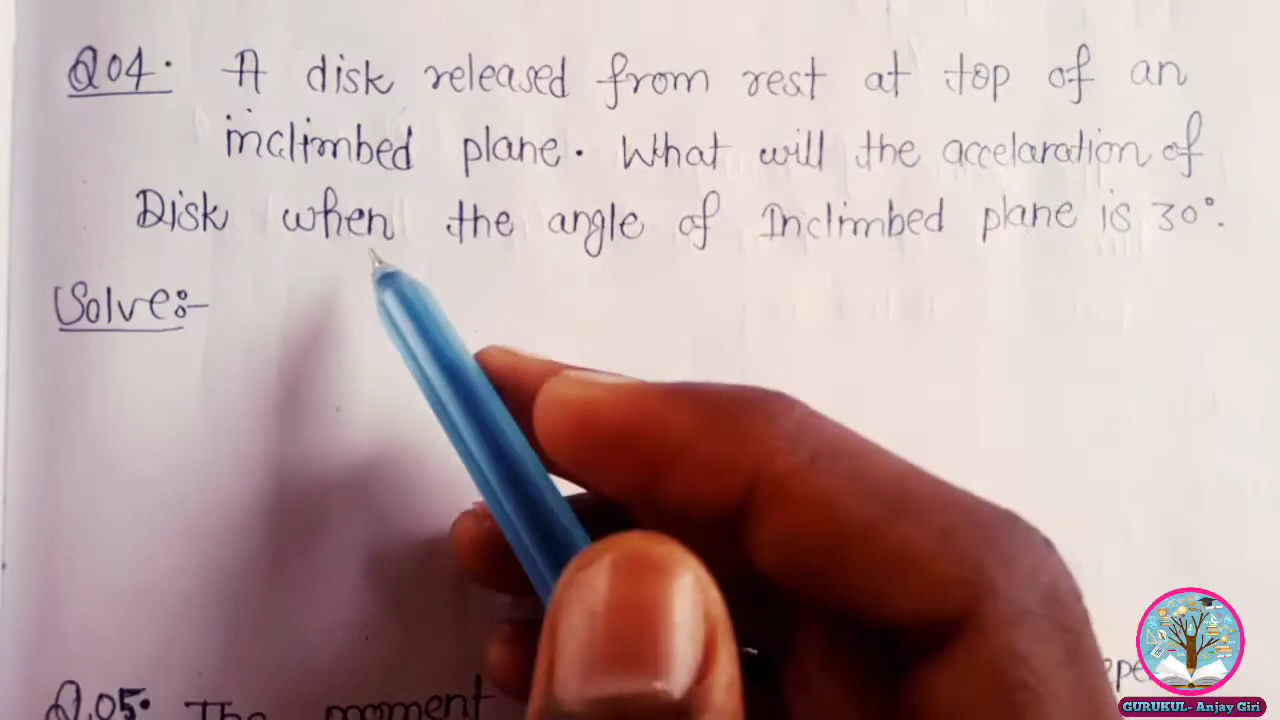 Q04. A disk released from rest at top of an
inclimbed plane. What will the accelaration of
Disk when the angle of Inclimbed plane is 30°.
Solve:-
Q.05. The moment
GURUKUL- Anjay Giri